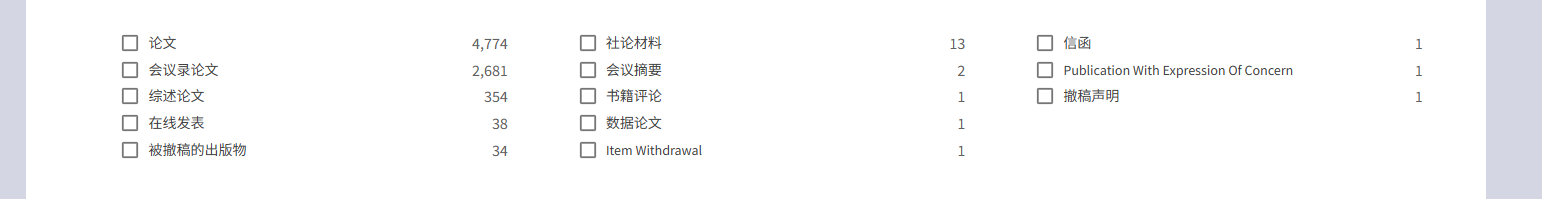 论文 4,774
会议录论文 2,681
综述论文 354
在线发表 38
被撤稿的出版物 34
社论材料 13
会议摘要 2
书籍评论 1
数据论文 1
Item Withdrawal 1
信函 1
Publication With Expression Of Concern 1
撤稿声明 1